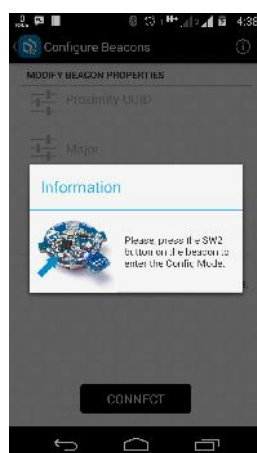 4:38
Configure Beacons
MODIFY BEACON PROPERTIES
Proximity UUID
Major
Information
Please, press the SW2
button on the beacon to
enter the Config Mode.
CONNECT